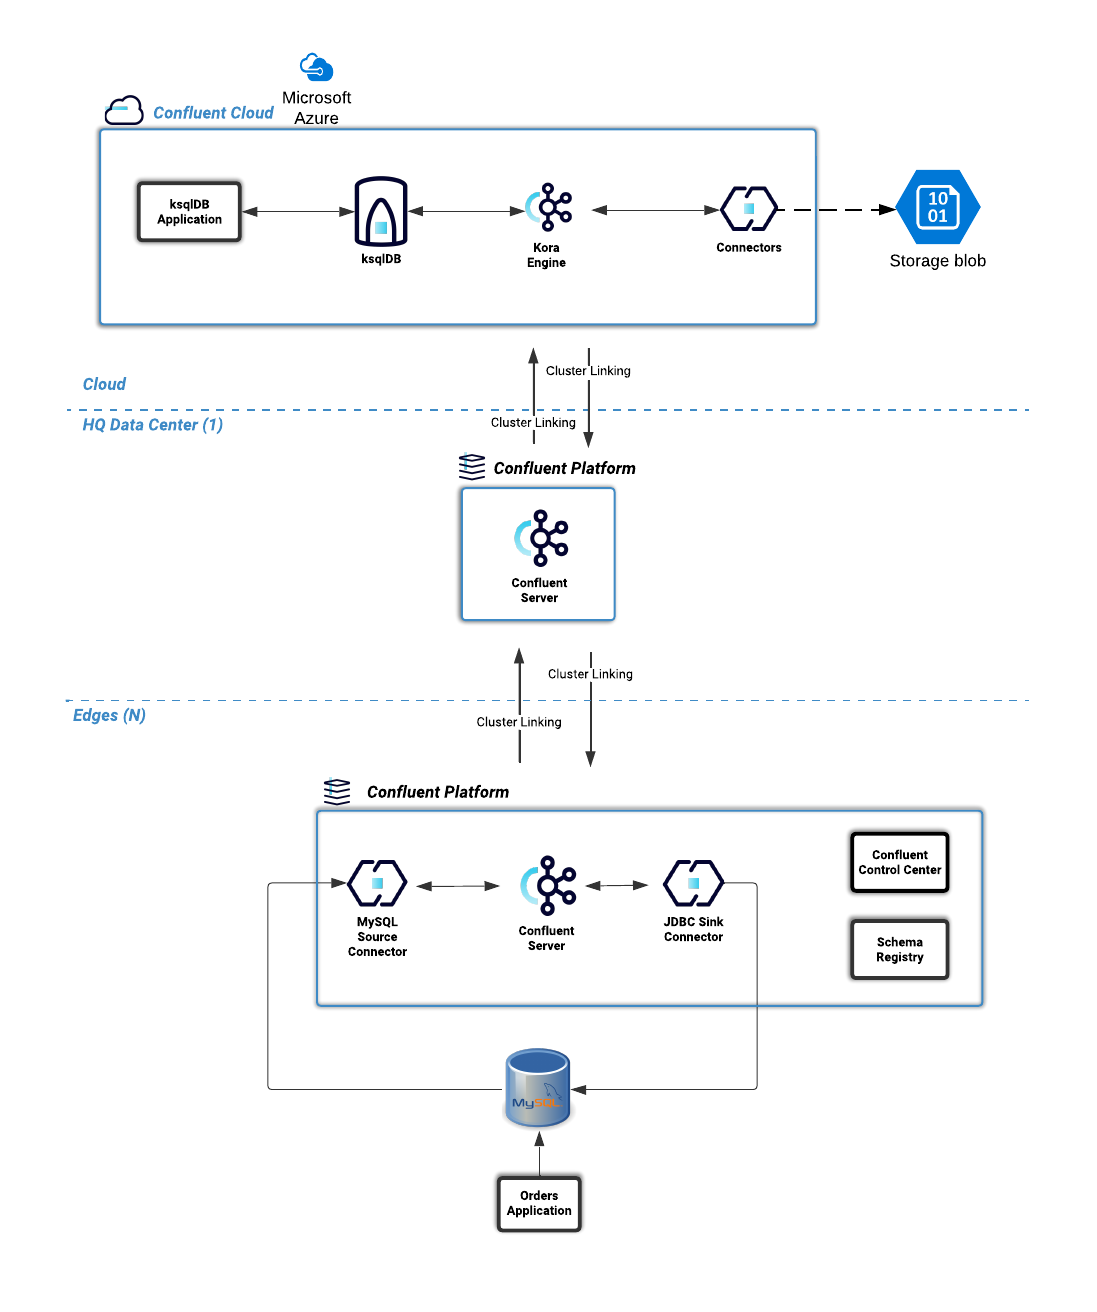 Microsoft
Azure
Confluent Cloud
ksqlDB
Application
ksqlDB
Kora
Engine
Connectors
10
01
Storage blob
Cluster Linking
Cloud
HQ Data Center (1)
Cluster Linking
Confluent Platform
Confluent
Server
Cluster Linking
Edges (N)
Cluster Linking
Confluent Platform
Confluent
Control Center
MySQL
Source
Connector
Confluent
Server
JDBC Sink
Connector
Schema
Registry
MySQL
Orders
Application